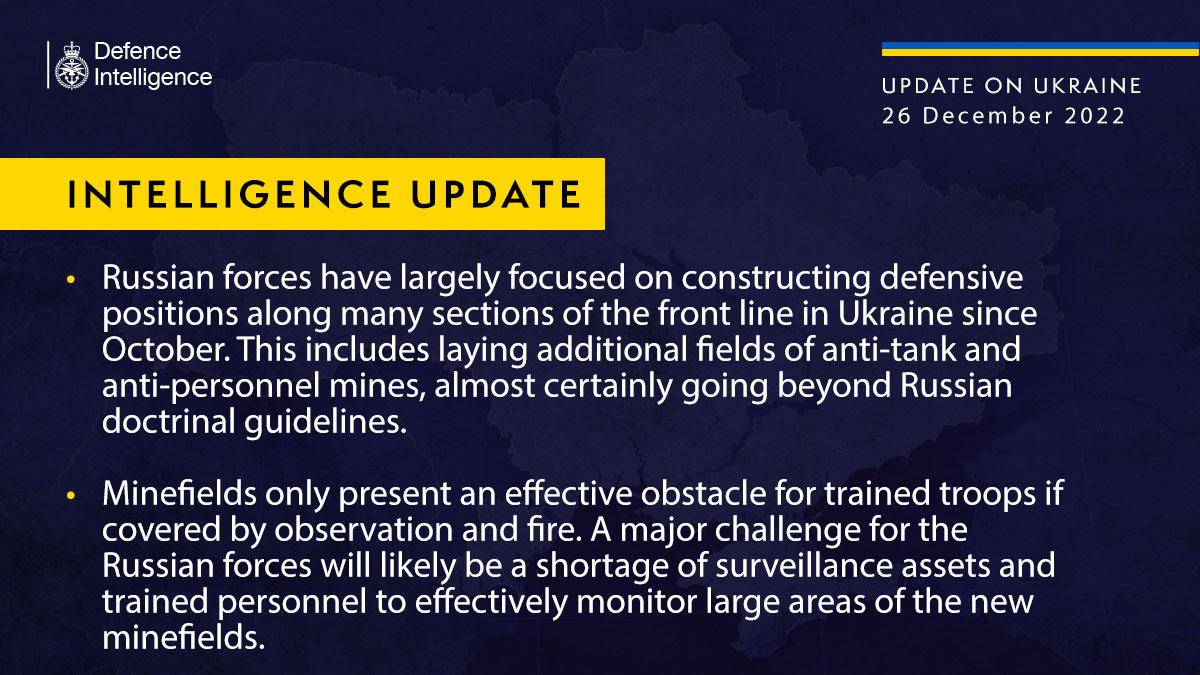 Defence
Intelligence
UPDATE ON UKRAINE
26 December 2022
INTELLIGENCE UPDATE
• Russian forces have largely focused on constructing defensive
positions along many sections of the front line in Ukraine since
October. This includes laying additional fields of anti-tank and
anti-personnel mines, almost certainly going beyond Russian
doctrinal guidelines.
• Minefields only present an effective obstacle for trained troops if
covered by observation and fire. A major challenge for the
Russian forces will likely be a shortage of surveillance assets and
trained personnel to effectively monitor large areas of the new
minefields.